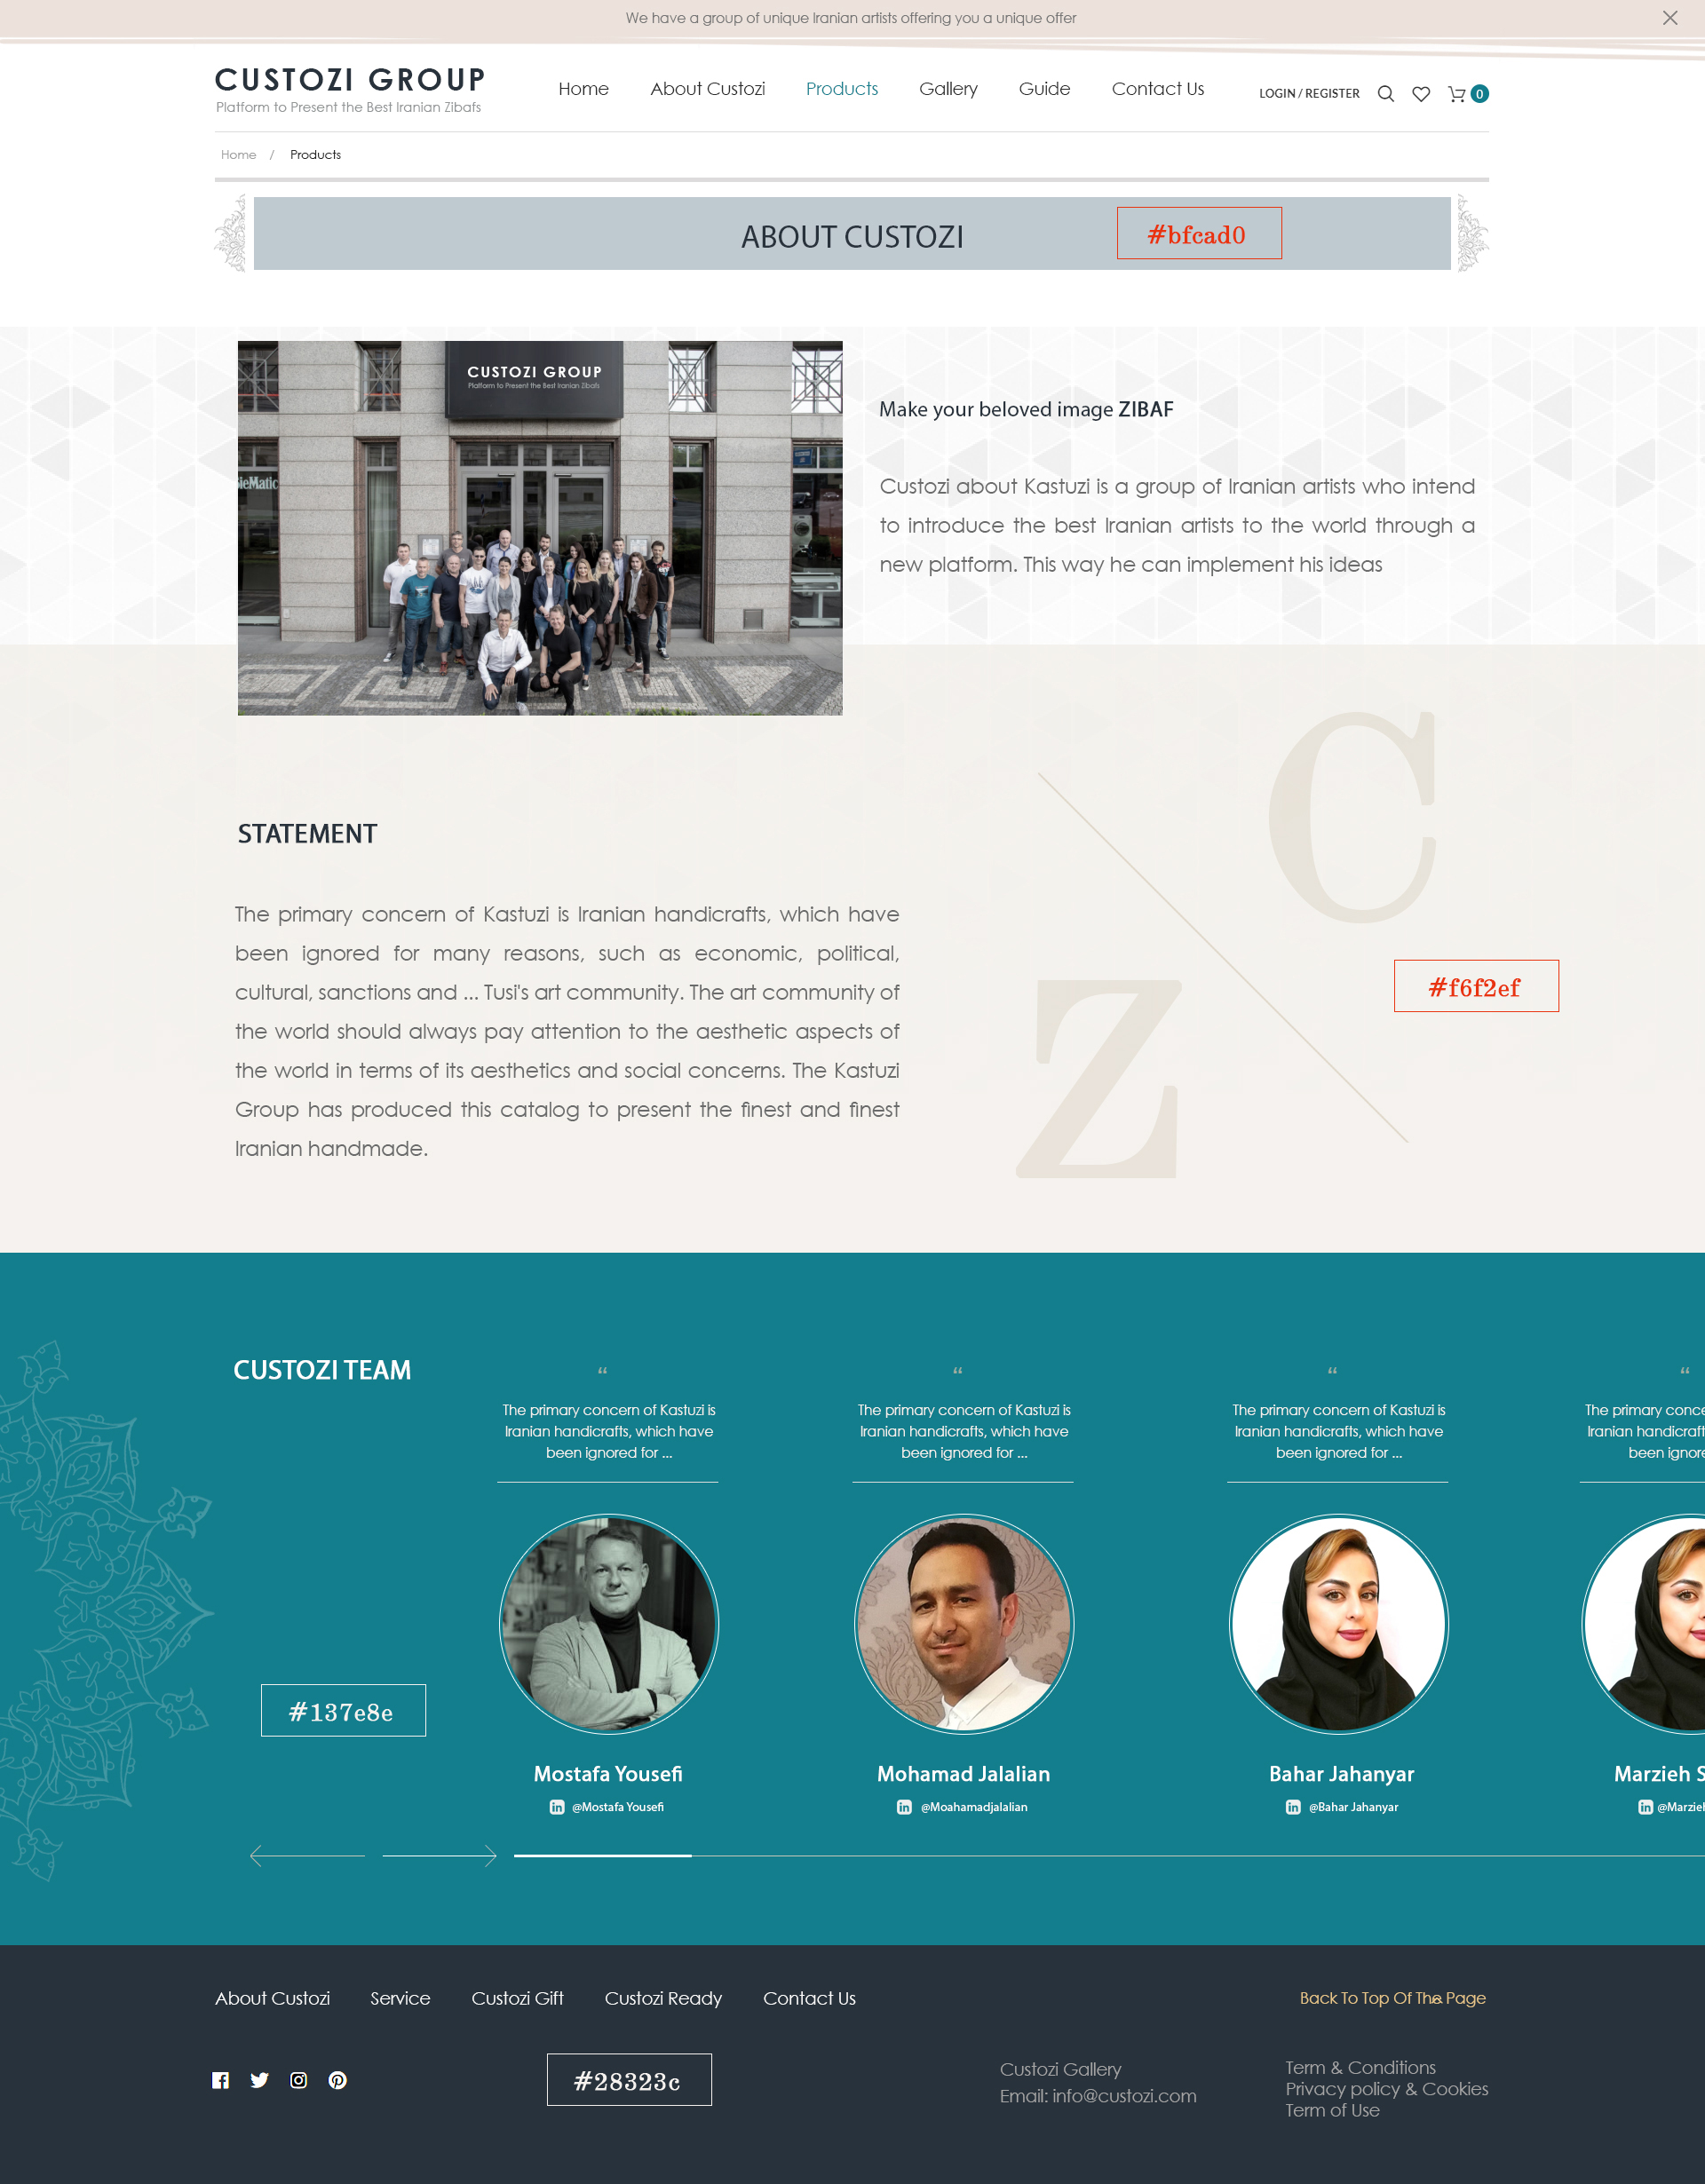 We have a group of unique Iranian artists offering you a unique offer
CUSTOZI GROUP
Platform to Present the Best Iranian Zibafs
Home
About Custozi
Products
Gallery
Guide
Contact Us
LOGIN / REGISTER
0
Home / Products
ABOUT CUSTOZI
#bfcad0
CUSTOZI GROUP
Platform to Present the Best Iranian Zibafs
SieMatic
Make your beloved image ZIBAF
Custozi about Kastuzi is a group of Iranian artists who intend
to introduce the best Iranian artists to the world through a
new platform. This way he can implement his ideas
C
Z
#f6f2ef
STATEMENT
The primary concern of Kastuzi is Iranian handicrafts, which have
been ignored for many reasons, such as economic, political,
cultural, sanctions and ... Tusi's art community. The art community of
the world should always pay attention to the aesthetic aspects of
the world in terms of its aesthetics and social concerns. The Kastuzi
Group has produced this catalog to present the finest and finest
Iranian handmade.
CUSTOZI TEAM
#137e8e
“
The primary concern of Kastuzi is
Iranian handicrafts, which have
been ignored for ...
Mostafa Yousefi
in @Mostafa Yousefi
“
The primary concern of Kastuzi is
Iranian handicrafts, which have
been ignored for ...
Mohamad Jalalian
in @Moahamadjalalian
“
The primary concern of Kastuzi is
Iranian handicrafts, which have
been ignored for ...
Bahar Jahanyar
in @Bahar Jahanyar
“
The primary conce
Iranian handicraf
been ignore
Marzieh S
in @Marzieh
About Custozi
Service
Custozi Gift
Custozi Ready
Contact Us
Back To Top Of The Page
#28323c
Custozi Gallery
Email: info@custozi.com
Term & Conditions
Privacy policy & Cookies
Term of Use